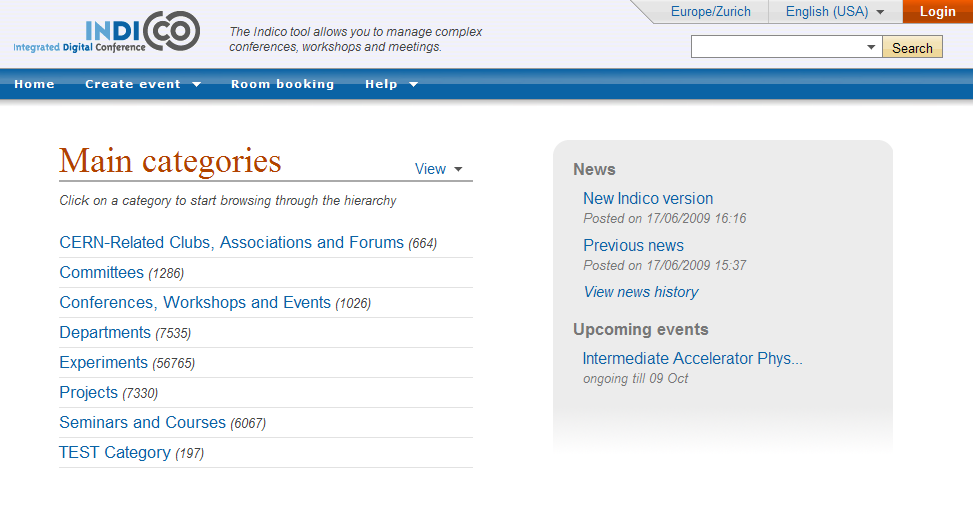 Europe/Zurich
English (USA)
Login
INDICO
Integrated Digital Conference
The Indico tool allows you to manage complex
conferences, workshops and meetings.
Search
Home
Create event
Room booking
Help
Main categories
View
Click on a category to start browsing through the hierarchy
CERN-Related Clubs, Associations and Forums (664)
Committees (1286)
Conferences, Workshops and Events (1026)
Departments (7535)
Experiments (56765)
Projects (7330)
Seminars and Courses (6067)
TEST Category (197)
News
New Indico version
Posted on 17/06/2009 16:16
Previous news
Posted on 17/06/2009 15:37
View news history
Upcoming events
Intermediate Accelerator Phys...
ongoing till 09 Oct